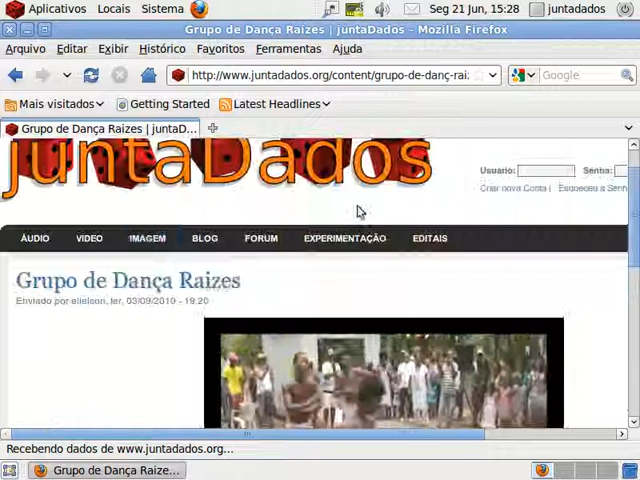 Aplicativos Locais Sistema Seg 21 Jun, 15:28 juntadados
Grupo de Dança Raizes | juntaDados - Mozilla Firefox
Arquivo Editar Exibir Histórico Favoritos Ferramentas Ajuda
http://www.juntadados.org/content/grupo-de-danç-rai: Google
Mais visitados Getting Started Latest Headlines
Grupo de Dança Raizes | juntaD...
juntaDados
Usuario: Senha:
Criar nova Conta | Esqueceu a Senh
ÁUDIO VIDEO IMAGEM BLOG FORUM EXPERIMENTAÇÃO EDITAIS
Grupo de Dança Raizes
Enviado por elielson, ter, 03/09/2010 - 19:20
Recebendo dados de www.juntadados.org...
Grupo de Dança Raize...